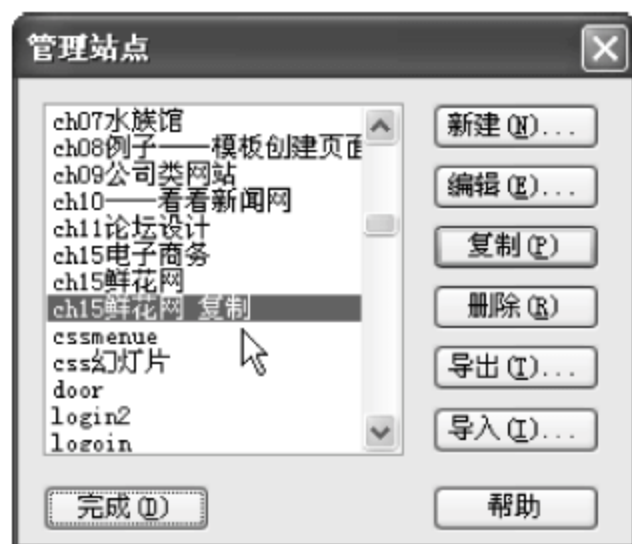 管理站点
ch07水族馆
ch08例子——模板创建页面
ch09公司类网站
ch10——看看新闻网
ch11论坛设计
ch15电子商务
ch15鲜花网
ch15鲜花网 复制
cssmenue
css幻灯片
door
login2
logoin
新建(N)...
编辑(E)...
复制(P)
删除(R)
导出(T)...
导入(I)...
完成(D)
帮助